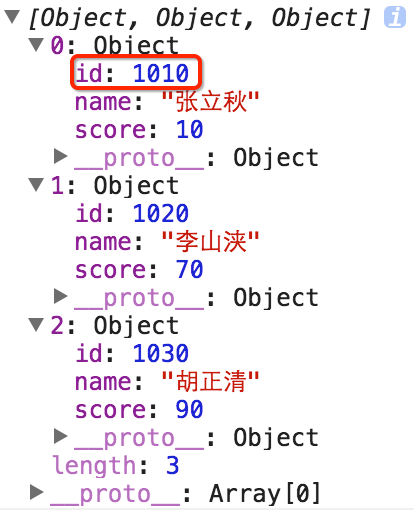 [Object, Object, Object] i
0: Object
id: 1010
name: "张立秋"
score: 10
__proto__: Object
1: Object
id: 1020
name: "李山浃"
score: 70
__proto__: Object
2: Object
id: 1030
name: "胡正清"
score: 90
__proto__: Object
length: 3
__proto__: Array[0]